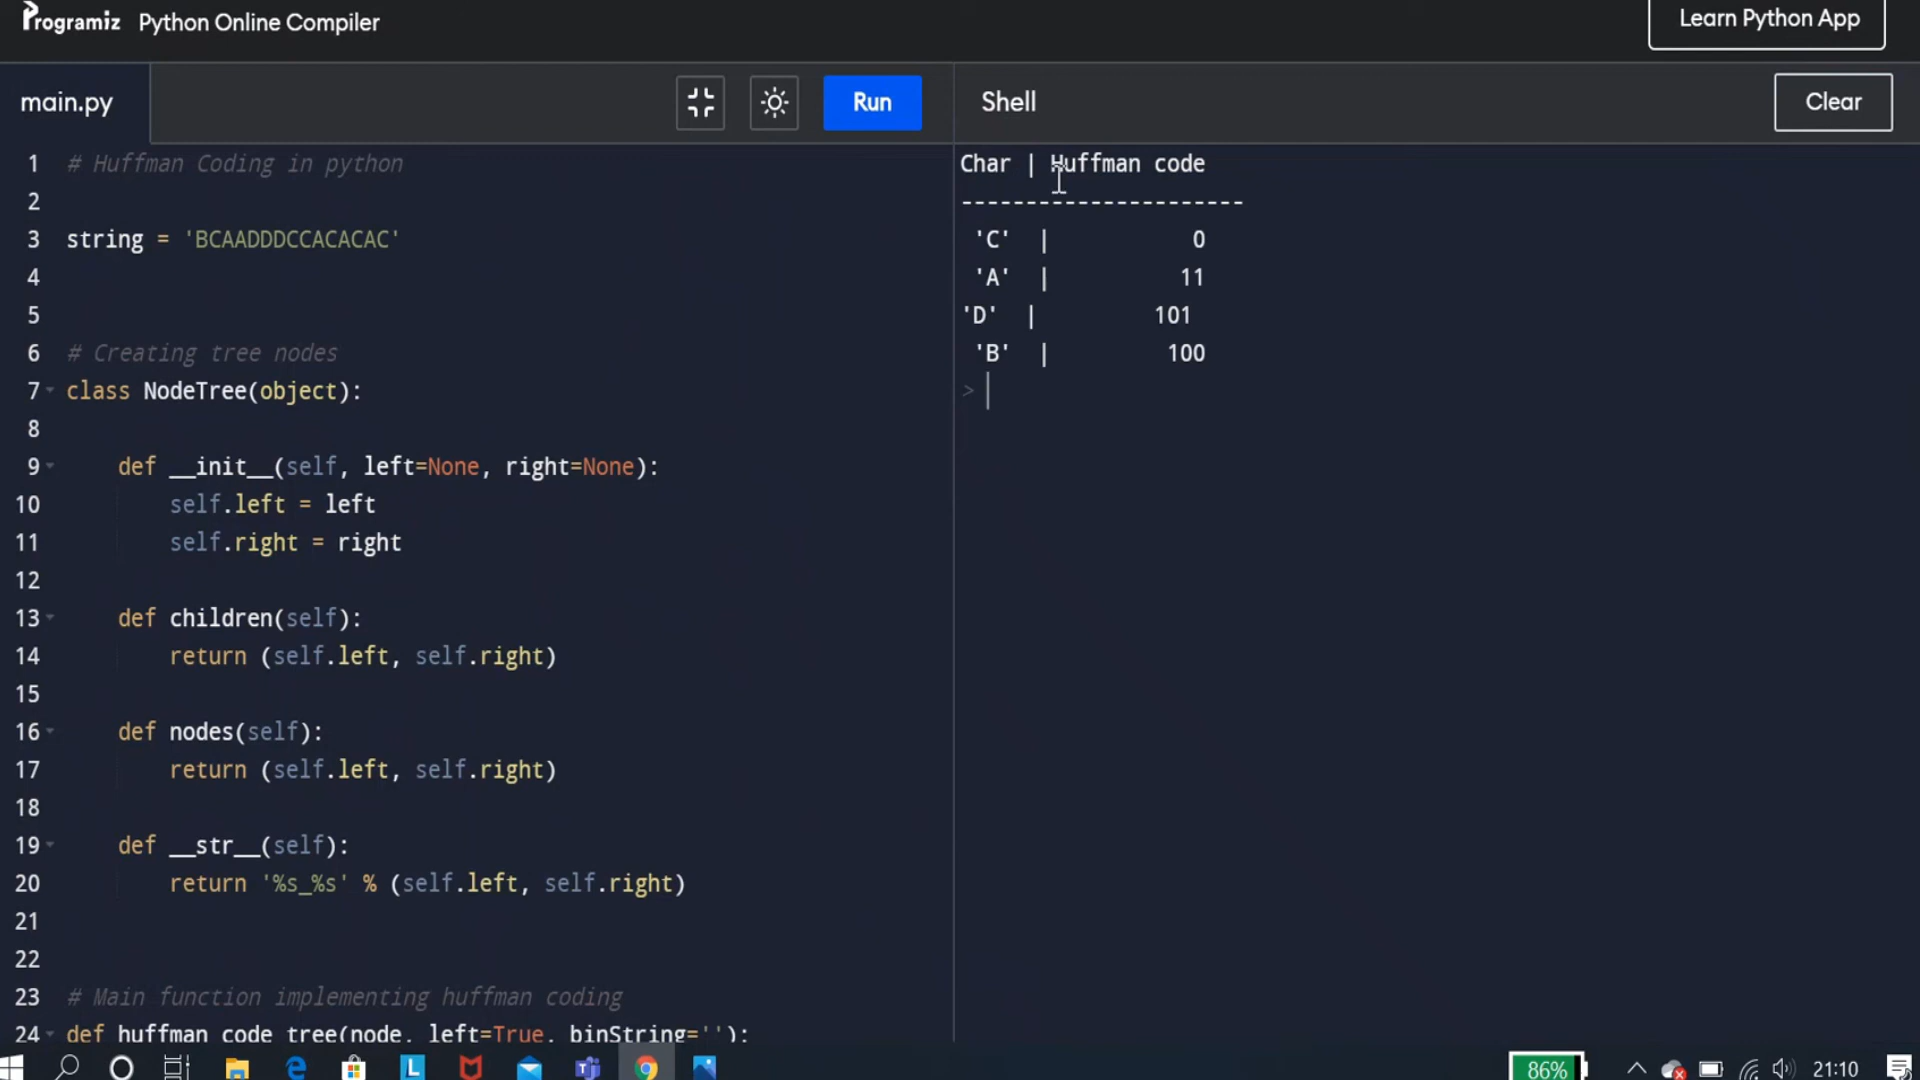 Programiz Python Online Compiler
Learn Python App
main.py
Run
Shell
Clear
1 # Huffman Coding in python
2
3 string = 'BCAADDDCCACACAC'
4
5
6 # Creating tree nodes
7 class NodeTree(object):
8
9 def __init__(self, left=None, right=None):
10 self.left = left
11 self.right = right
12
13 def children(self):
14 return (self.left, self.right)
15
16 def nodes(self):
17 return (self.left, self.right)
18
19 def __str__(self):
20 return '%s_%s' % (self.left, self.right)
21
22
23 # Main function implementing huffman coding
24 def huffman_code_tree(node, left=True, binString=''):
Char | Huffman code
----------------------
'C' | 0
'A' | 11
'D' | 101
'B' | 100
>
86%
21:10